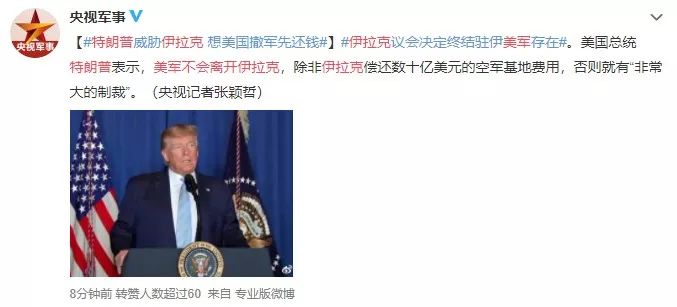 央视军事
【#特朗普威胁伊拉克 想美国撤军先还钱#】#伊拉克议会决定终结驻伊美军存在#。美国总统
特朗普表示，美军不会离开伊拉克，除非伊拉克偿还数十亿美元的空军基地费用，否则就有“非常
大的制裁”。（央视记者张颖哲）
8分钟前 转赞人数超过60 来自 专业版微博
央视军事